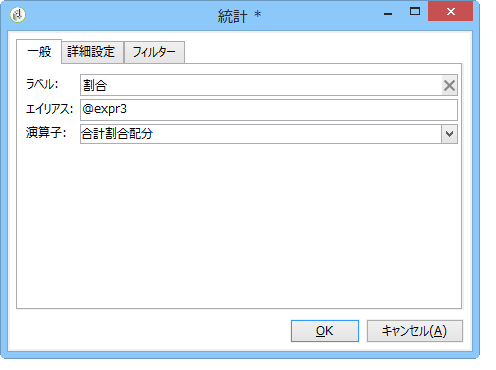 統計 *
一般 詳細設定 フィルター
ラベル: 割合
エイリアス: @expr3
演算子: 合計割合配分
OK キャンセル(A)